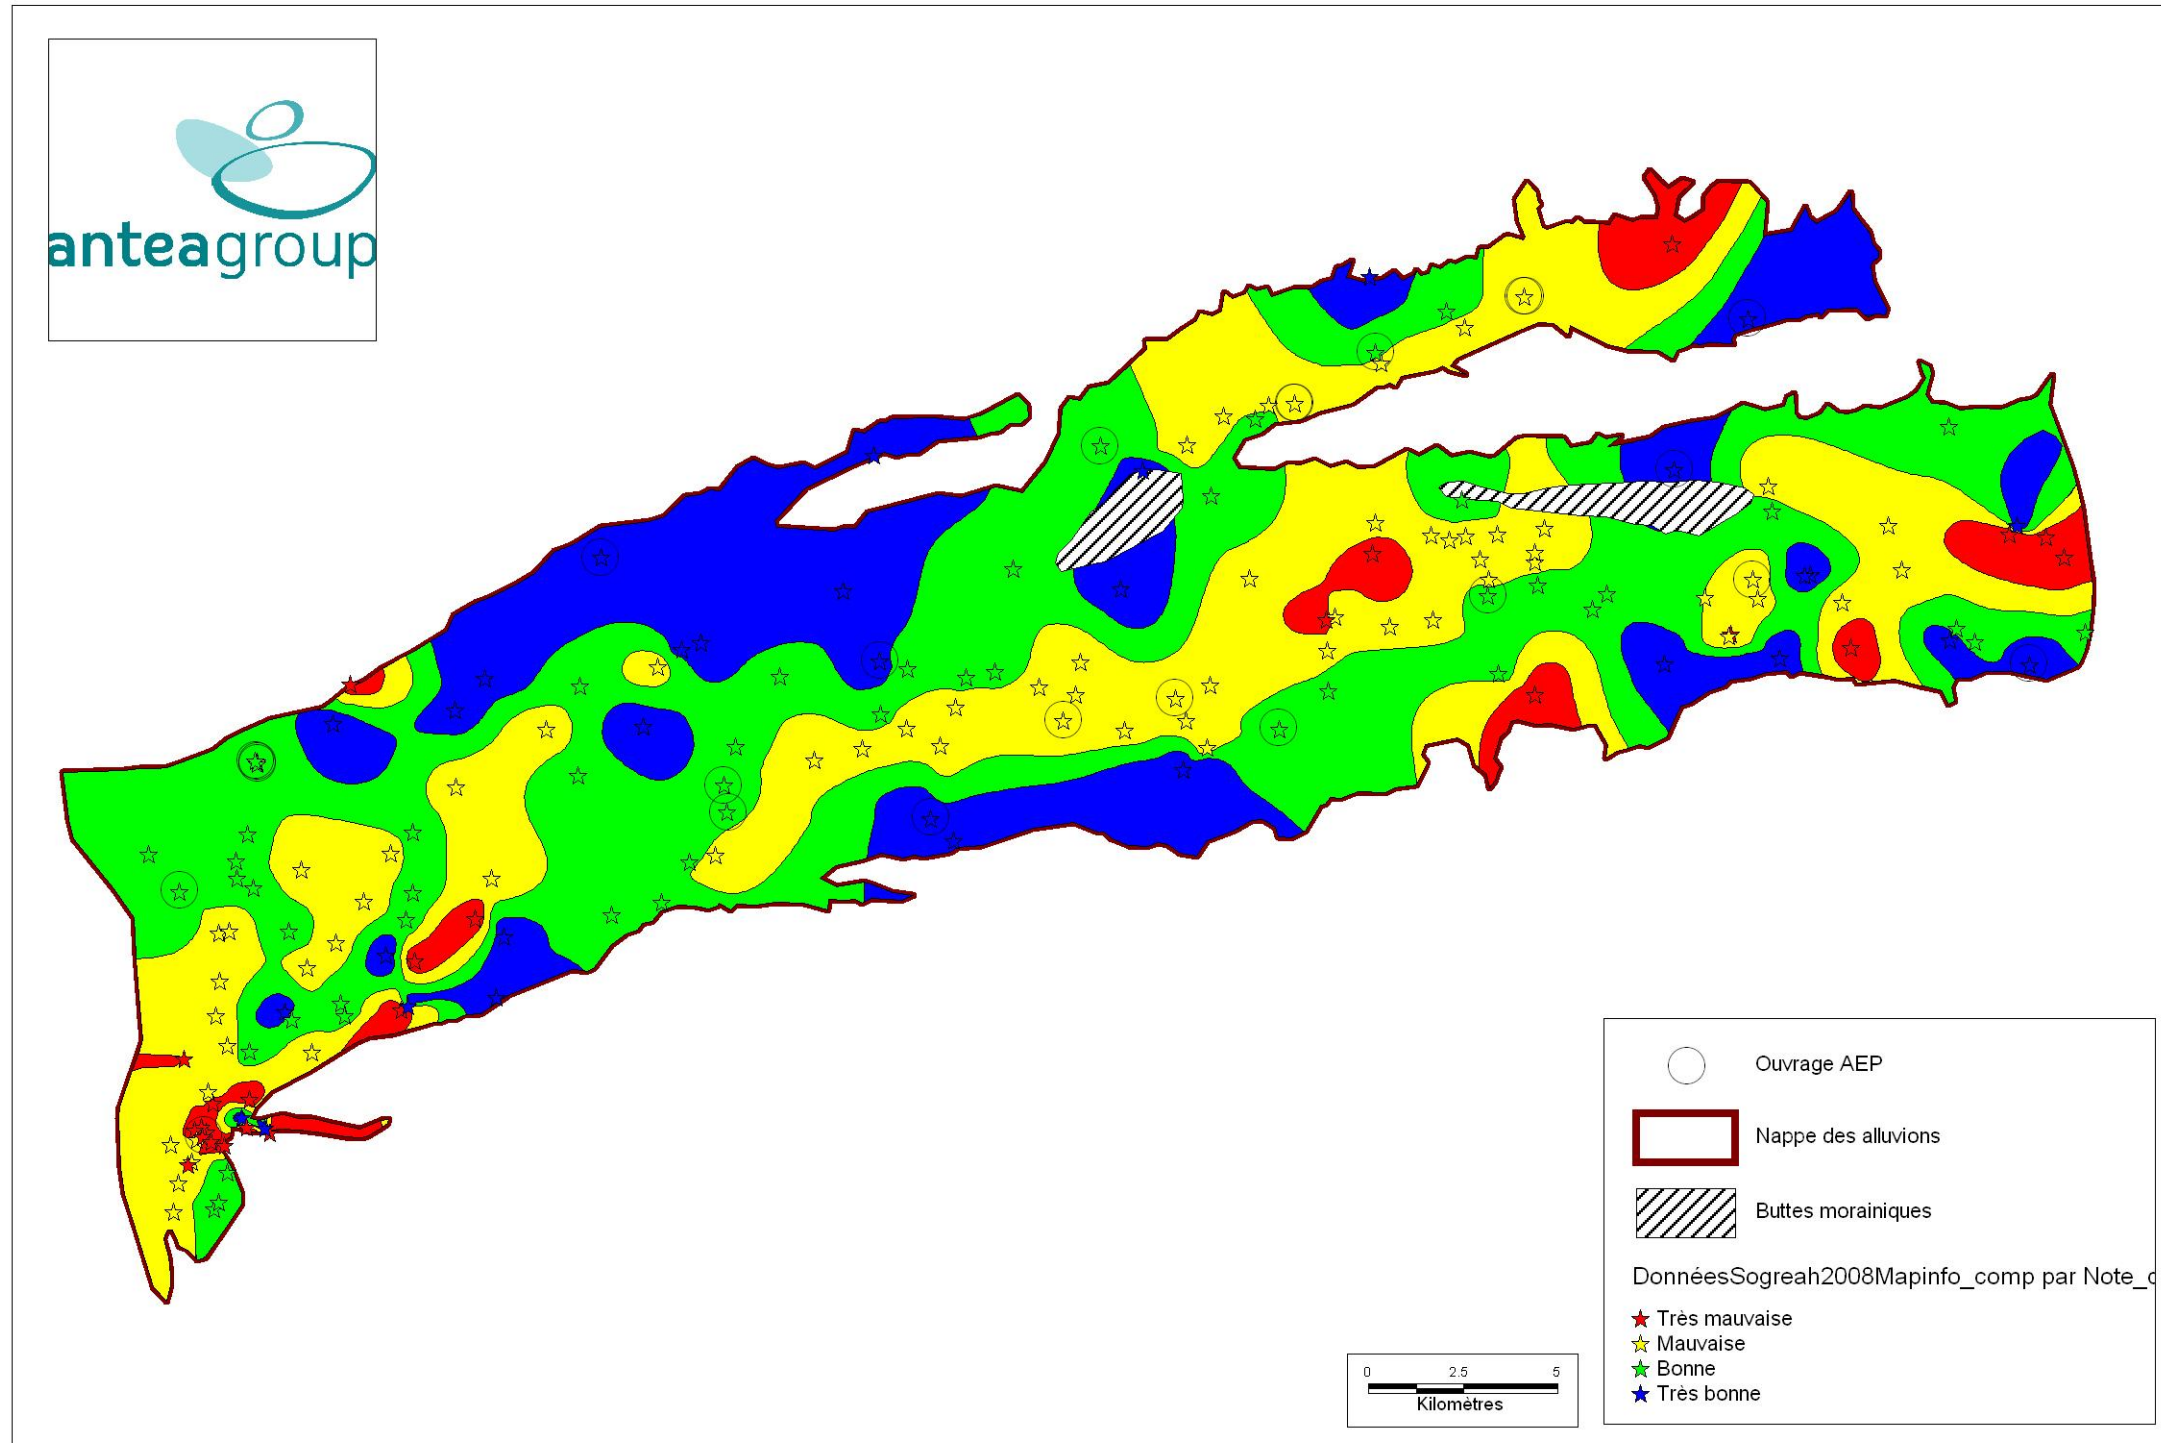 anteagroup
Ouvrage AEP
Nappe des alluvions
Buttes morainiques
DonnéesSogreah2008Mapinfo_comp par Note_
Très mauvaise
Mauvaise
Bonne
Très bonne
0 2.5 5
Kilomètres